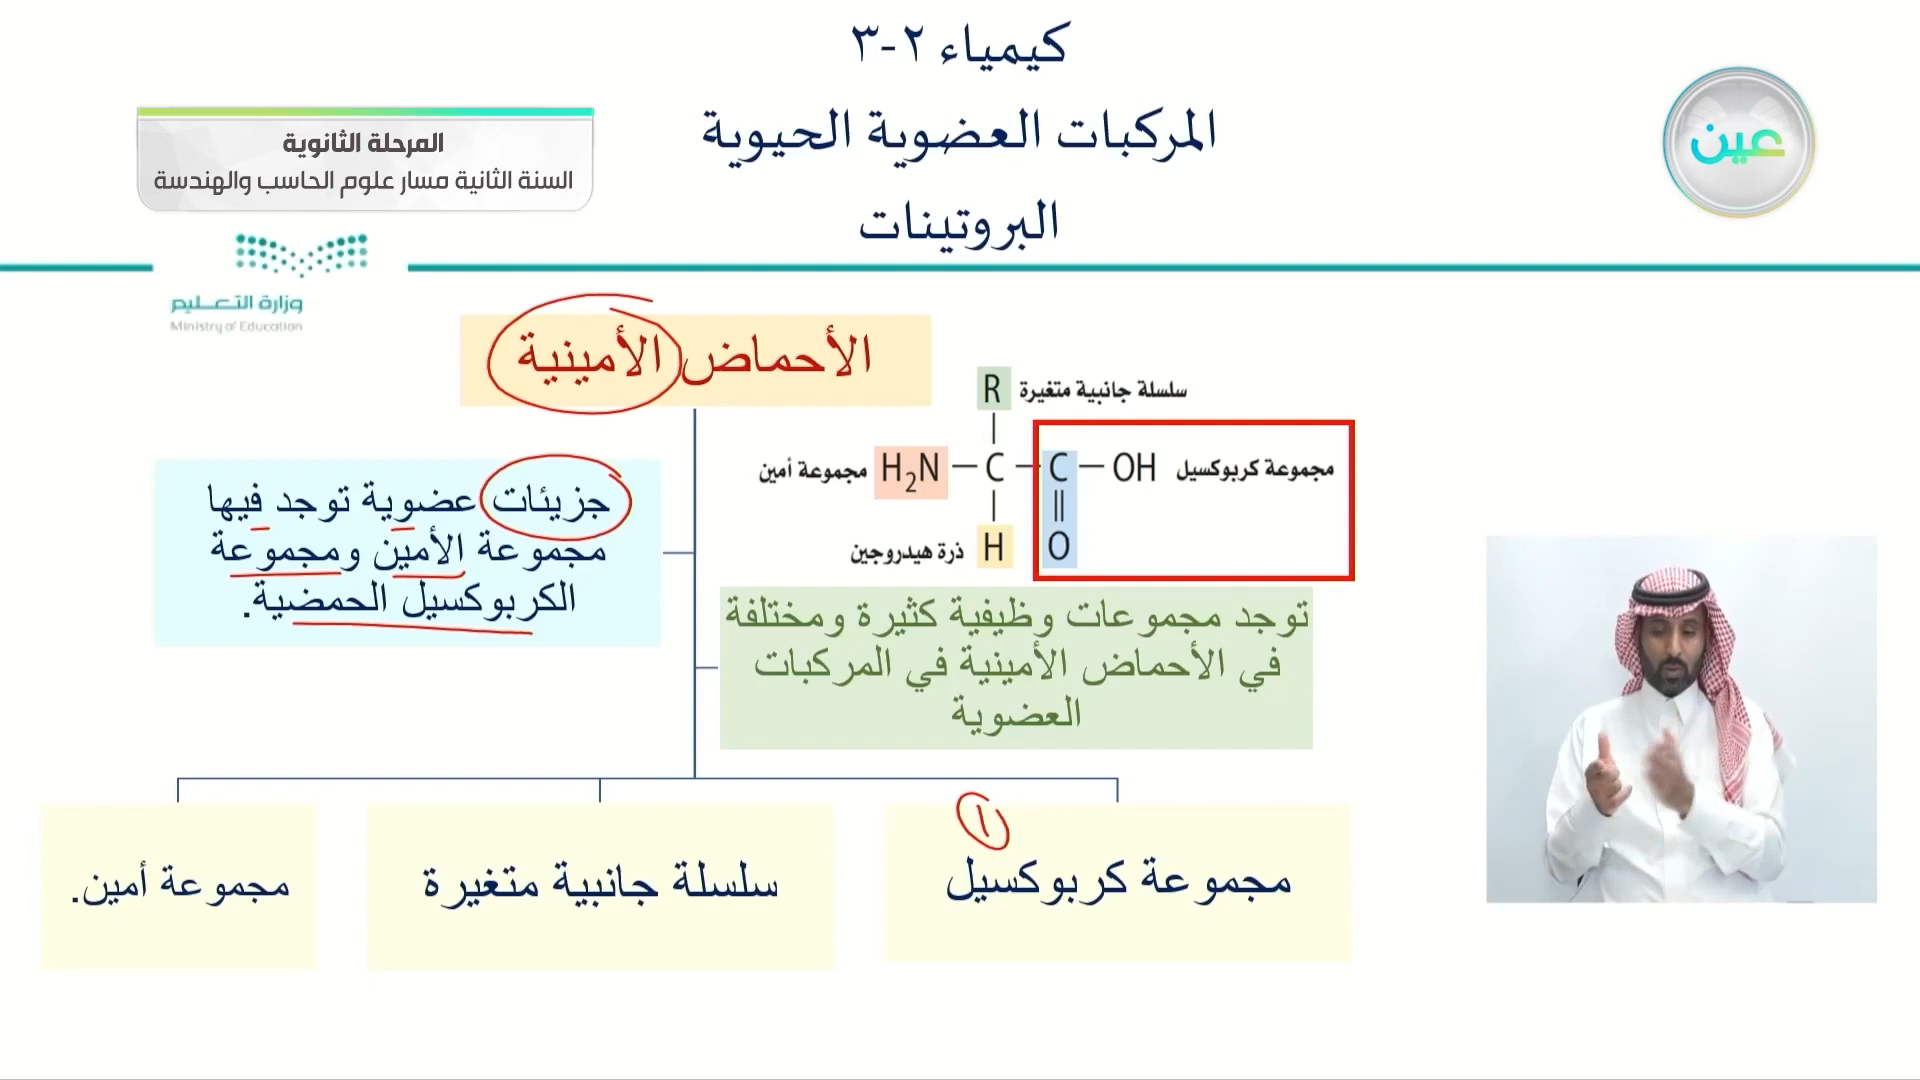 كيمياء ٢-٣
المركبات العضوية الحيوية
البروتينات
المرحلة الثانوية
السنة الثانية مسار علوم الحاسب والهندسة
عين
وزارة التعليم
Ministry of Education
الأحماض الأمينية
R سلسلة جانبية متغيرة
مجموعة أمين H₂N — C — C — OH مجموعة كربوكسيل
ذرة هيدروجين H O
جزيئات عضوية توجد فيها
مجموعة الأمين ومجموعة
الكربوكسيل الحمضية.
توجد مجموعات وظيفية كثيرة ومختلفة
في الأحماض الأمينية في المركبات
العضوية
١
مجموعة كربوكسيل
سلسلة جانبية متغيرة
مجموعة أمين.